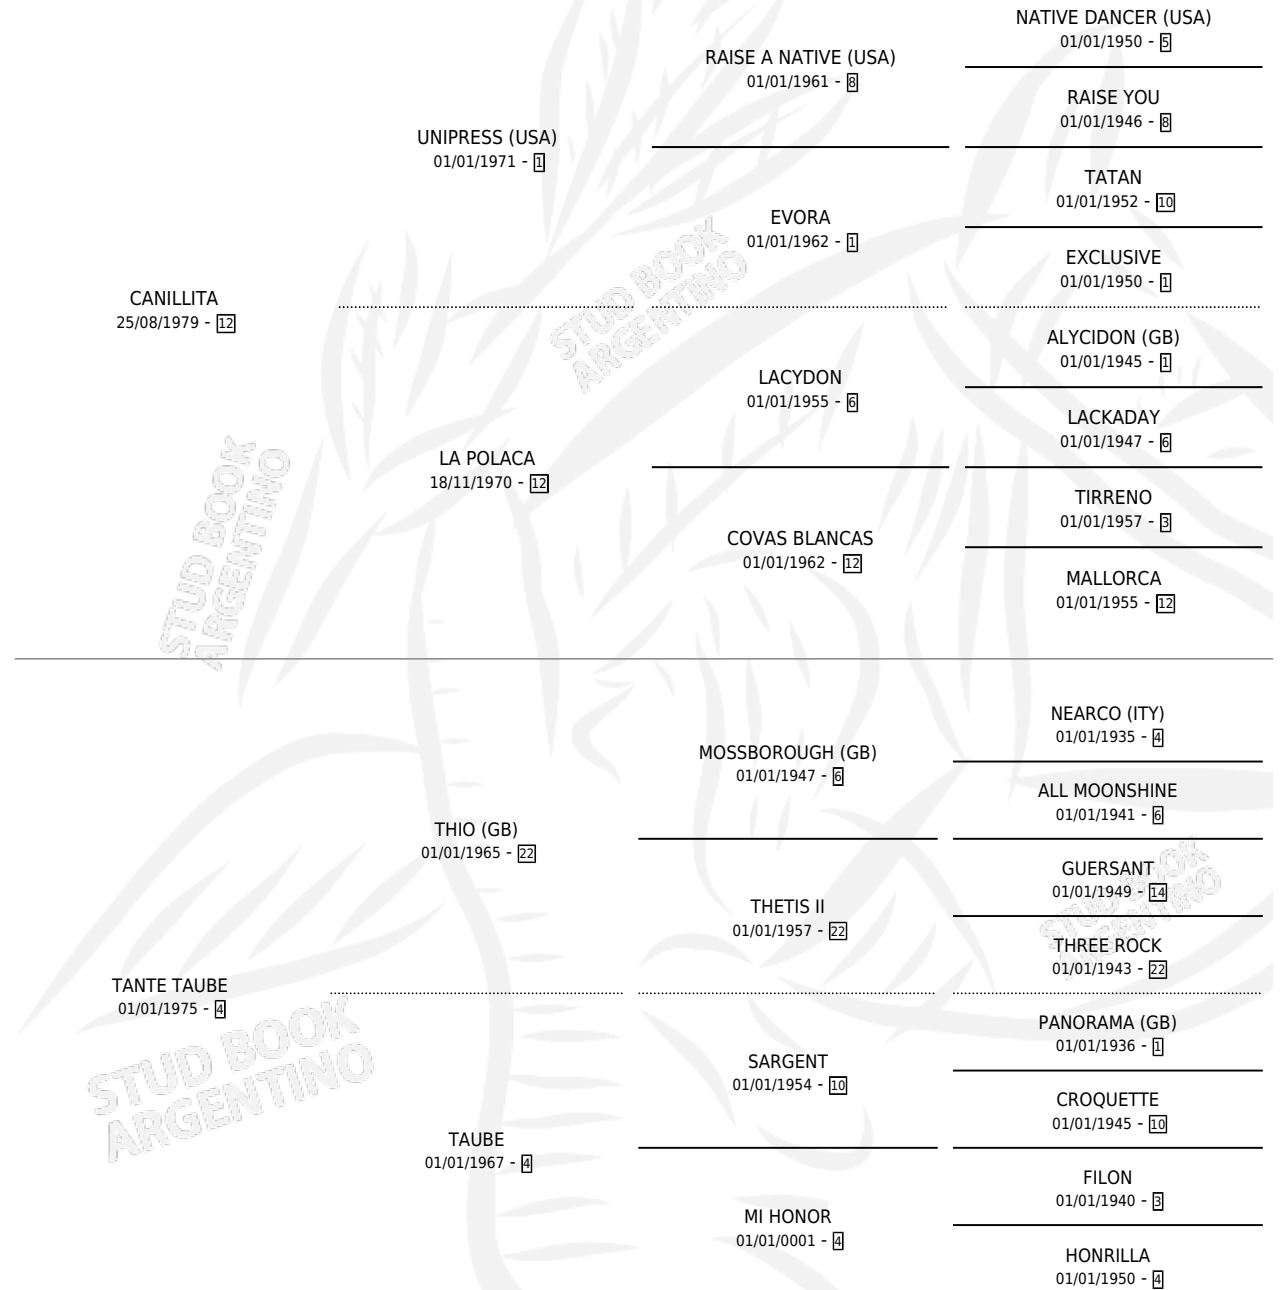 NATIVE DANCER (USA)
01/01/1950 - 5
RAISE A NATIVE (USA)
01/01/1961 - 8
RAISE YOU
01/01/1946 - 8
UNIPRESS (USA)
01/01/1971 - 1
TATAN
01/01/1952 - 10
EVORA
01/01/1962 - 1
EXCLUSIVE
01/01/1950 - 1
CANILLITA
25/08/1979 - 12
ALYCIDON (GB)
01/01/1945 - 1
LACYDON
01/01/1955 - 6
LACKADAY
01/01/1947 - 6
LA POLACA
18/11/1970 - 12
TIRRENO
01/01/1957 - 3
COVAS BLANCAS
01/01/1962 - 12
MALLORCA
01/01/1955 - 12
NEARCO (ITY)
01/01/1935 - 4
MOSSBOROUGH (GB)
01/01/1947 - 6
ALL MOONSHINE
01/01/1941 - 6
THIO (GB)
01/01/1965 - 22
GUERSANT
01/01/1949 - 14
THETIS II
01/01/1957 - 22
THREE ROCK
01/01/1943 - 22
TANTE TAUBE
01/01/1975 - 4
PANORAMA (GB)
01/01/1936 - 1
SARGENT
01/01/1954 - 10
CROQUETTE
01/01/1945 - 10
TAUBE
01/01/1967 - 4
FILON
01/01/1940 - 3
MI HONOR
01/01/0001 - 4
HONRILLA
01/01/1950 - 4
STUD BOOK
ARGENTINO
STUD BOOK
ARGENTINO
STUD BOOK
ARGENTINO
STUD BOOK
ARGENTINO